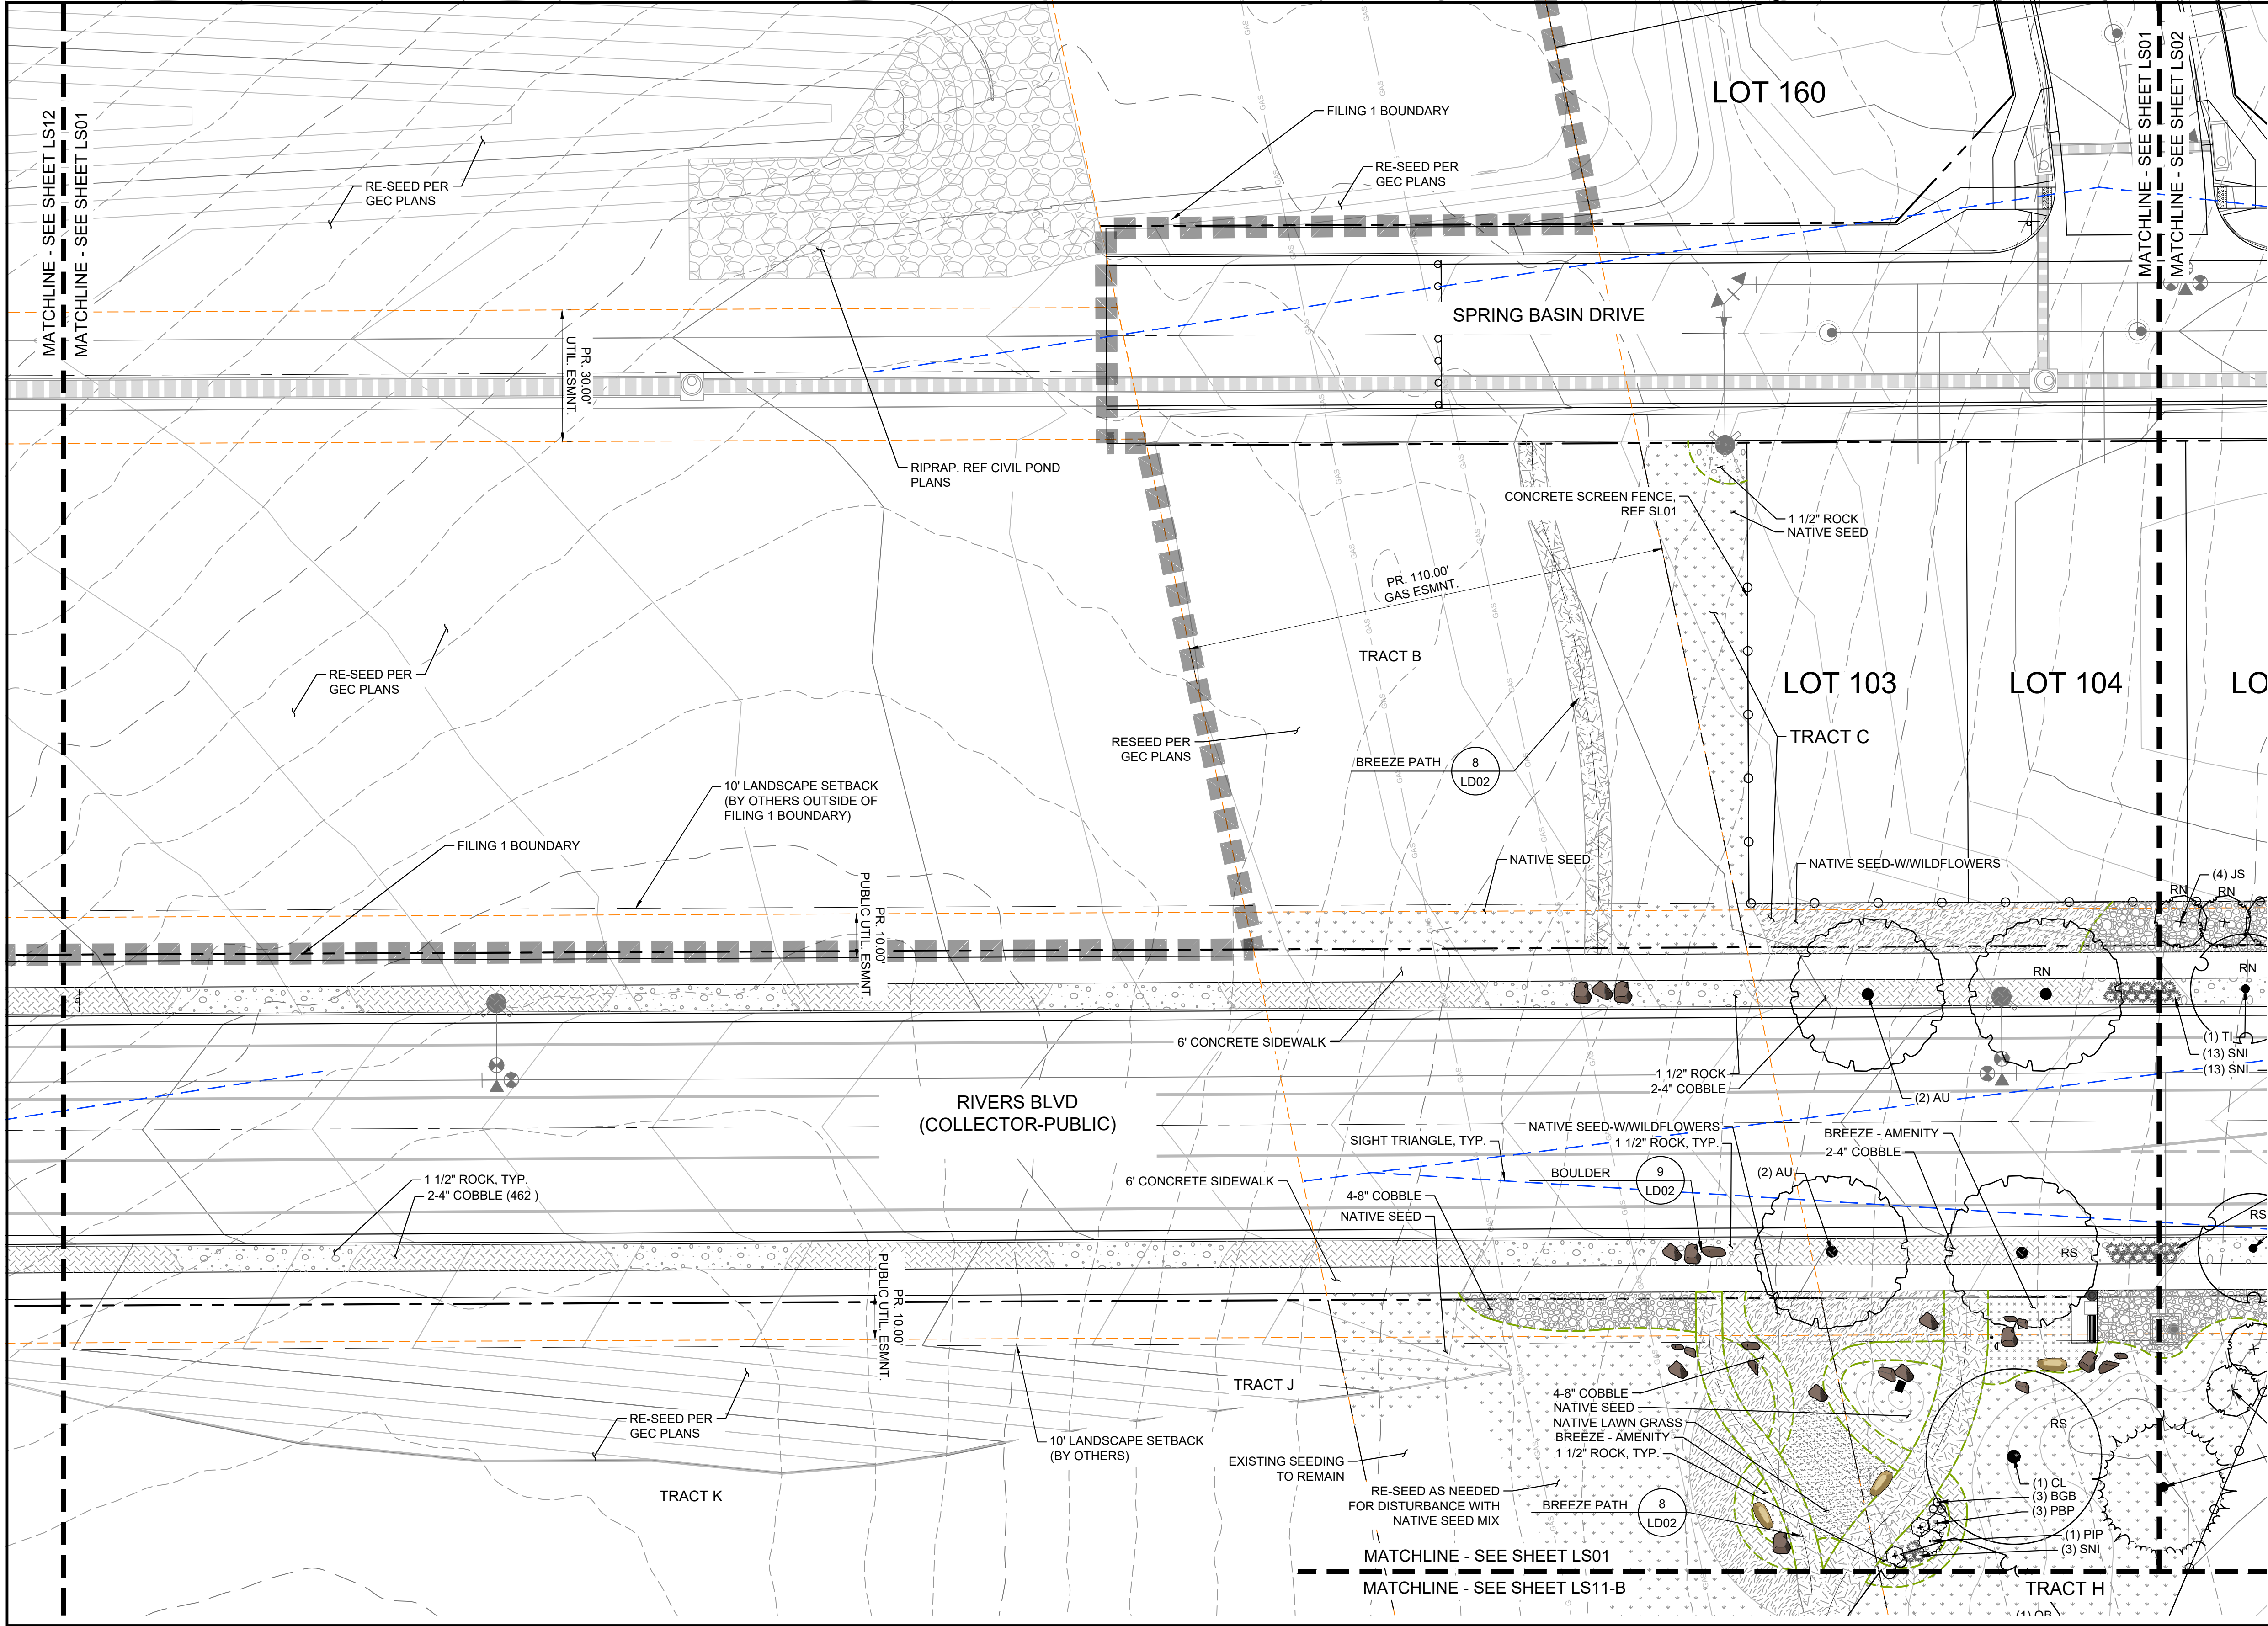 MATCHLINE - SEE SHEET LS12
MATCHLINE - SEE SHEET LS01
MATCHLINE - SEE SHEET LS01
MATCHLINE - SEE SHEET LS02
LOT 160
FILING 1 BOUNDARY
RE-SEED PER
GEC PLANS
RE-SEED PER
GEC PLANS
SPRING BASIN DRIVE
PR. 30.00'
UTIL. ESMNT.
RIPRAP. REF CIVIL POND
PLANS
CONCRETE SCREEN FENCE,
REF SL01
1 1/2" ROCK
NATIVE SEED
PR. 110.00'
GAS ESMNT.
TRACT B
RE-SEED PER
GEC PLANS
LOT 103
LOT 104
LO
TRACT C
RESEED PER
GEC PLANS
BREEZE PATH
8
LD02
10' LANDSCAPE SETBACK
(BY OTHERS OUTSIDE OF
FILING 1 BOUNDARY)
FILING 1 BOUNDARY
NATIVE SEED
NATIVE SEED-W/WILDFLOWERS
(4) JS
RN
RN
PR. 10.00'
PUBLIC UTIL. ESMNT.
RN
RN
6' CONCRETE SIDEWALK
(1) TI
(13) SNI
(13) SNI
1 1/2" ROCK
2-4" COBBLE
(2) AU
RIVERS BLVD
(COLLECTOR-PUBLIC)
NATIVE SEED-W/WILDFLOWERS
1 1/2" ROCK, TYP.
SIGHT TRIANGLE, TYP.
BREEZE - AMENITY
2-4" COBBLE
BOULDER
9
LD02
(2) AU
1 1/2" ROCK, TYP.
2-4" COBBLE (462 )
6' CONCRETE SIDEWALK
4-8" COBBLE
NATIVE SEED
RS
RS
PR. 10.00'
PUBLIC UTIL. ESMNT.
TRACT J
4-8" COBBLE
NATIVE SEED
NATIVE LAWN GRASS
BREEZE - AMENITY
1 1/2" ROCK, TYP.
RS
RE-SEED PER
GEC PLANS
10' LANDSCAPE SETBACK
(BY OTHERS)
EXISTING SEEDING
TO REMAIN
TRACT K
RE-SEED AS NEEDED
FOR DISTURBANCE WITH
NATIVE SEED MIX
BREEZE PATH
8
LD02
(1) CL
(3) BGB
(3) PBP
(1) PIP
(3) SNI
MATCHLINE - SEE SHEET LS01
MATCHLINE - SEE SHEET LS11-B
TRACT H
GAS
GAS
GAS
GAS
GAS
GAS
GAS
GAS